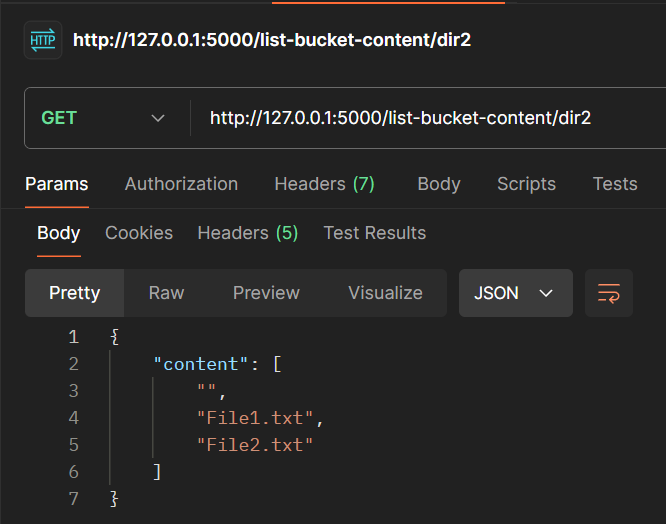 HTTP http://127.0.0.1:5000/list-bucket-content/dir2
GET http://127.0.0.1:5000/list-bucket-content/dir2
Params Authorization Headers (7) Body Scripts Tests
Body Cookies Headers (5) Test Results
Pretty Raw Preview Visualize JSON
1 {
2 "content": [
3 "",
4 "File1.txt",
5 "File2.txt"
6 ]
7 }